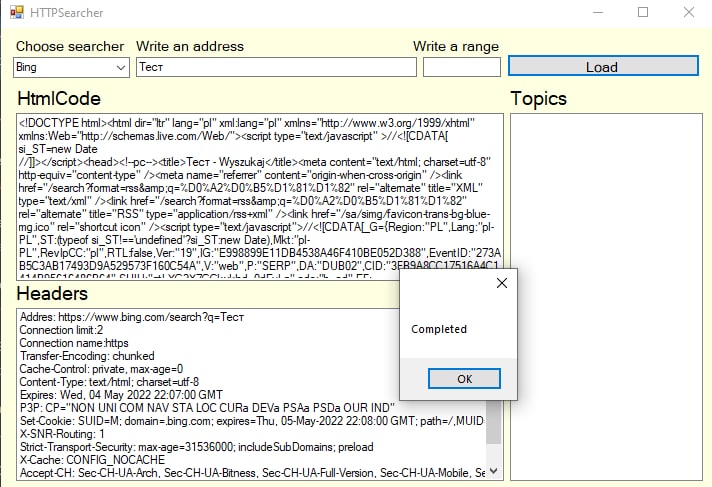 HTTPSearcher
Choose searcher Write an address Write a range
Bing Тест Load
HtmlCode Topics
<!DOCTYPE html><html dir="ltr" lang="pl" xml:lang="pl" xmlns="http://www.w3.org/1999/xhtml"
xmlns:Web="http://schemas.live.com/Web/"><script type="text/javascript" >//<![CDATA[
si_ST=new Date
//]]></script><head><!--pc--><title>Тест - Wyszukaj</title><meta content="text/html; charset=utf-8"
http-equiv="content-type" /><meta name="referrer" content="origin-when-cross-origin" /><link
href="/search?format=rss&amp;q=%D0%A2%D0%B5%D1%81%D1%82" rel="alternate" title="XML"
type="text/xml" /><link href="/search?format=rss&amp;q=%D0%A2%D0%B5%D1%81%D1%82"
rel="alternate" title="RSS" type="application/rss+xml" /><link href="/sa/simg/favicon-trans-bg-blue-
mg.ico" rel="shortcut icon" /><script type="text/javascript">//<![CDATA[_G={Region:"PL",Lang:"pl-
PL",ST:(typeof si_ST!=='undefined'?si_ST:new Date),Mkt:"pl-
PL",RevIpCC:"pl",RTL:false,Ver:"19",IG:"E998899E11DB4538A46F410BE052D388",EventID:"273A
B5C3AB17493D9A529573F160C54A",V:"web",P:"SERP",DA:"DUB02",CID:"3FB9A8CC17516A4C1
Headers
Addres: https://www.bing.com/search?q=Тест
Connection limit:2
Connection name:https
Transfer-Encoding: chunked
Cache-Control: private, max-age=0
Content-Type: text/html; charset=utf-8
Expires: Wed, 04 May 2022 22:07:00 GMT
P3P: CP="NON UNI COM NAV STA LOC CURa DEVa PSAa PSDa OUR IND"
Set-Cookie: SUID=M; domain=.bing.com; expires=Thu, 05-May-2022 22:08:00 GMT; path=/,MUID
X-SNR-Routing: 1
Strict-Transport-Security: max-age=31536000; includeSubDomains; preload
X-Cache: CONFIG_NOCACHE
Accept-CH: Sec-CH-UA-Arch, Sec-CH-UA-Bitness, Sec-CH-UA-Full-Version, Sec-CH-UA-Mobile, Se
Completed
OK